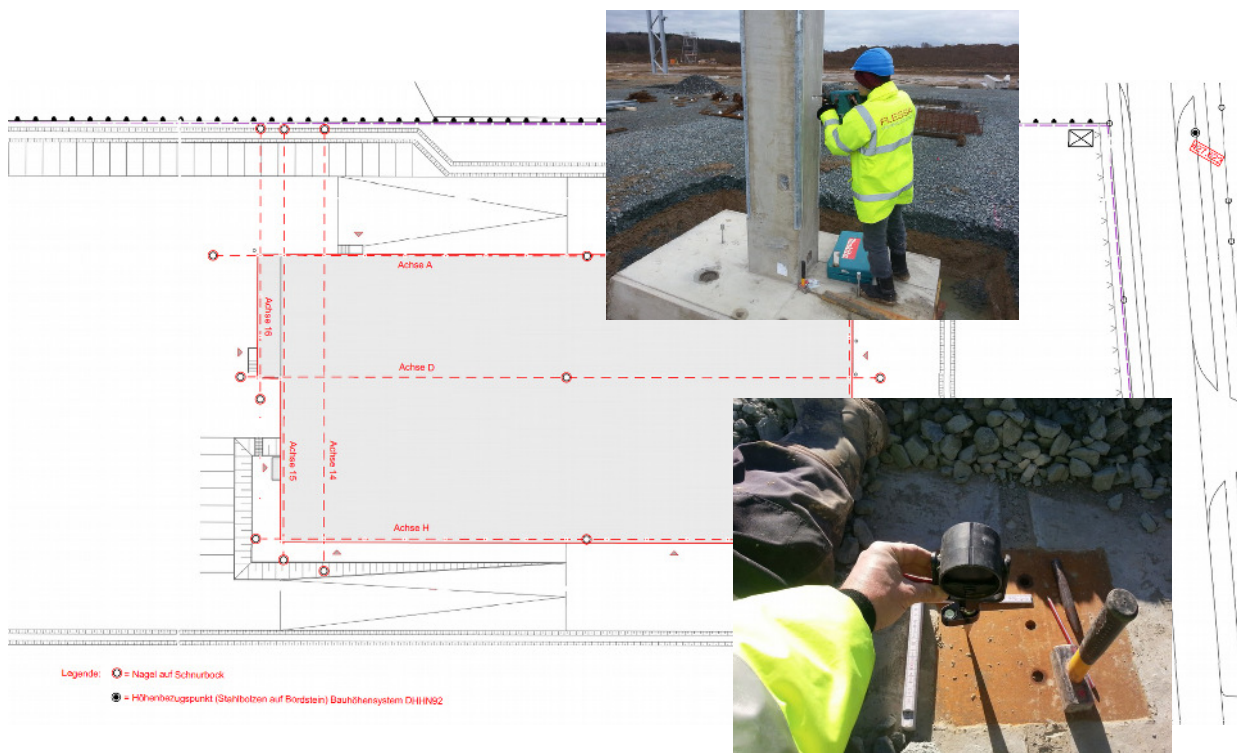 PLESSA
Achse A
Achse 16
Achse D
Achse 15
Achse 14
Achse H
Legende: = Nagel auf Schnurbock
= Höhenbezugspunkt (Stahlbolzen auf Bordstein) Bauhöhensystem DHHN92